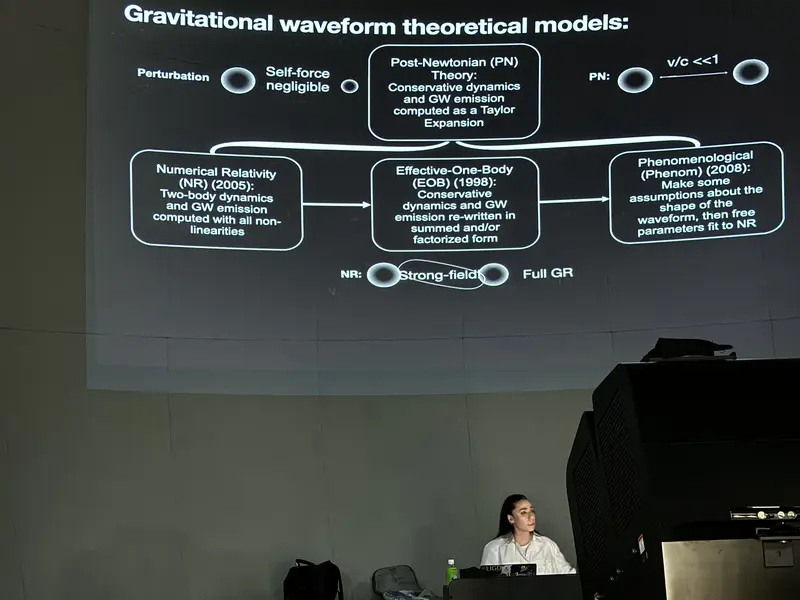 Gravitational waveform theoretical models:
Perturbation
Self-force
negligible
Post-Newtonian (PN)
Theory:
Conservative dynamics
and GW emission
computed as a Taylor
Expansion
PN:
v/c <<1
Numerical Relativity
(NR) (2005):
Two-body dynamics
and GW emission
computed with all non-
linearities
Effective-One-Body
(EOB) (1998):
Conservative
dynamics and GW
emission re-written in
summed and/or
factorized form
Phenomenological
(Phenom) (2008):
Make some
assumptions about the
shape of the
waveform, then free
parameters fit to NR
NR:
Strong-field
Full GR
LIGO